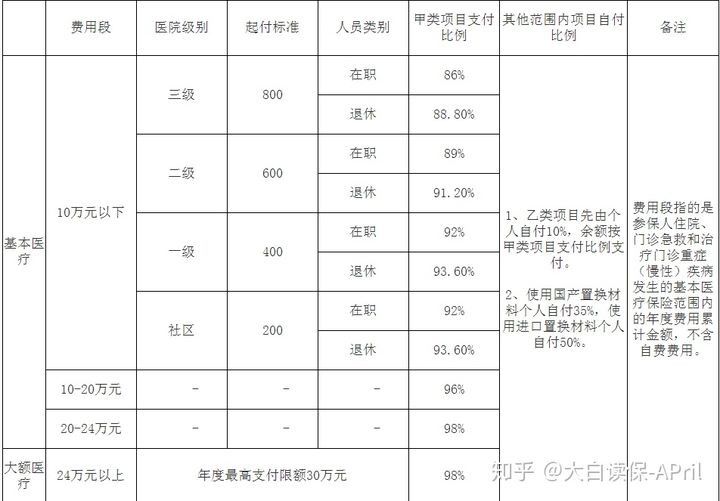 费用段 医院级别 起付标准 人员类别 甲类项目支付比例 其他范围内项目自付比例 备注
基本医疗 10万元以下 三级 800 在职 86%
退休 88.80%
二级 600 在职 89%
退休 91.20%
一级 400 在职 92%
退休 93.60%
社区 200 在职 92%
退休 93.60%
10-20万元 - - - 96%
20-24万元 - - - 98%
1、乙类项目先由个
人自付10%，余额按
甲类项目支付比例支
付。
2、使用国产置换材
料个人自付35%，使
用进口置换材料个人
自付50%。
费用段指的是
参保人住院、
门诊急救和治
疗门诊重症
（慢性）疾病
发生的基本医
疗保险范围内
的年度费用累
计金额，不含
自费费用。
大额医疗 24万元以上 年度最高支付限额30万元 98%
知乎 @大白读保-APril